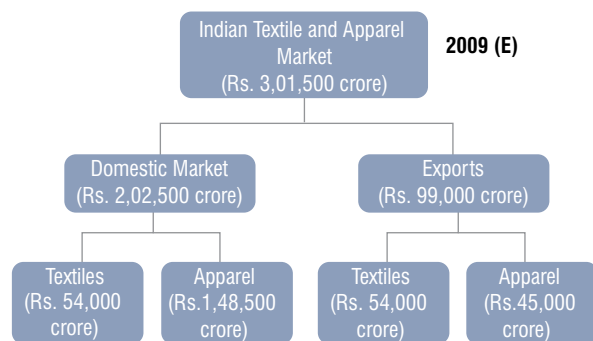 Indian Textile and Apparel
Market
(Rs. 3,01,500 crore)
2009 (E)
Domestic Market
(Rs. 2,02,500 crore)
Exports
(Rs. 99,000 crore)
Textiles
(Rs. 54,000
crore)
Apparel
(Rs.1,48,500
crore)
Textiles
(Rs. 54,000
crore)
Apparel
(Rs.45,000
crore)